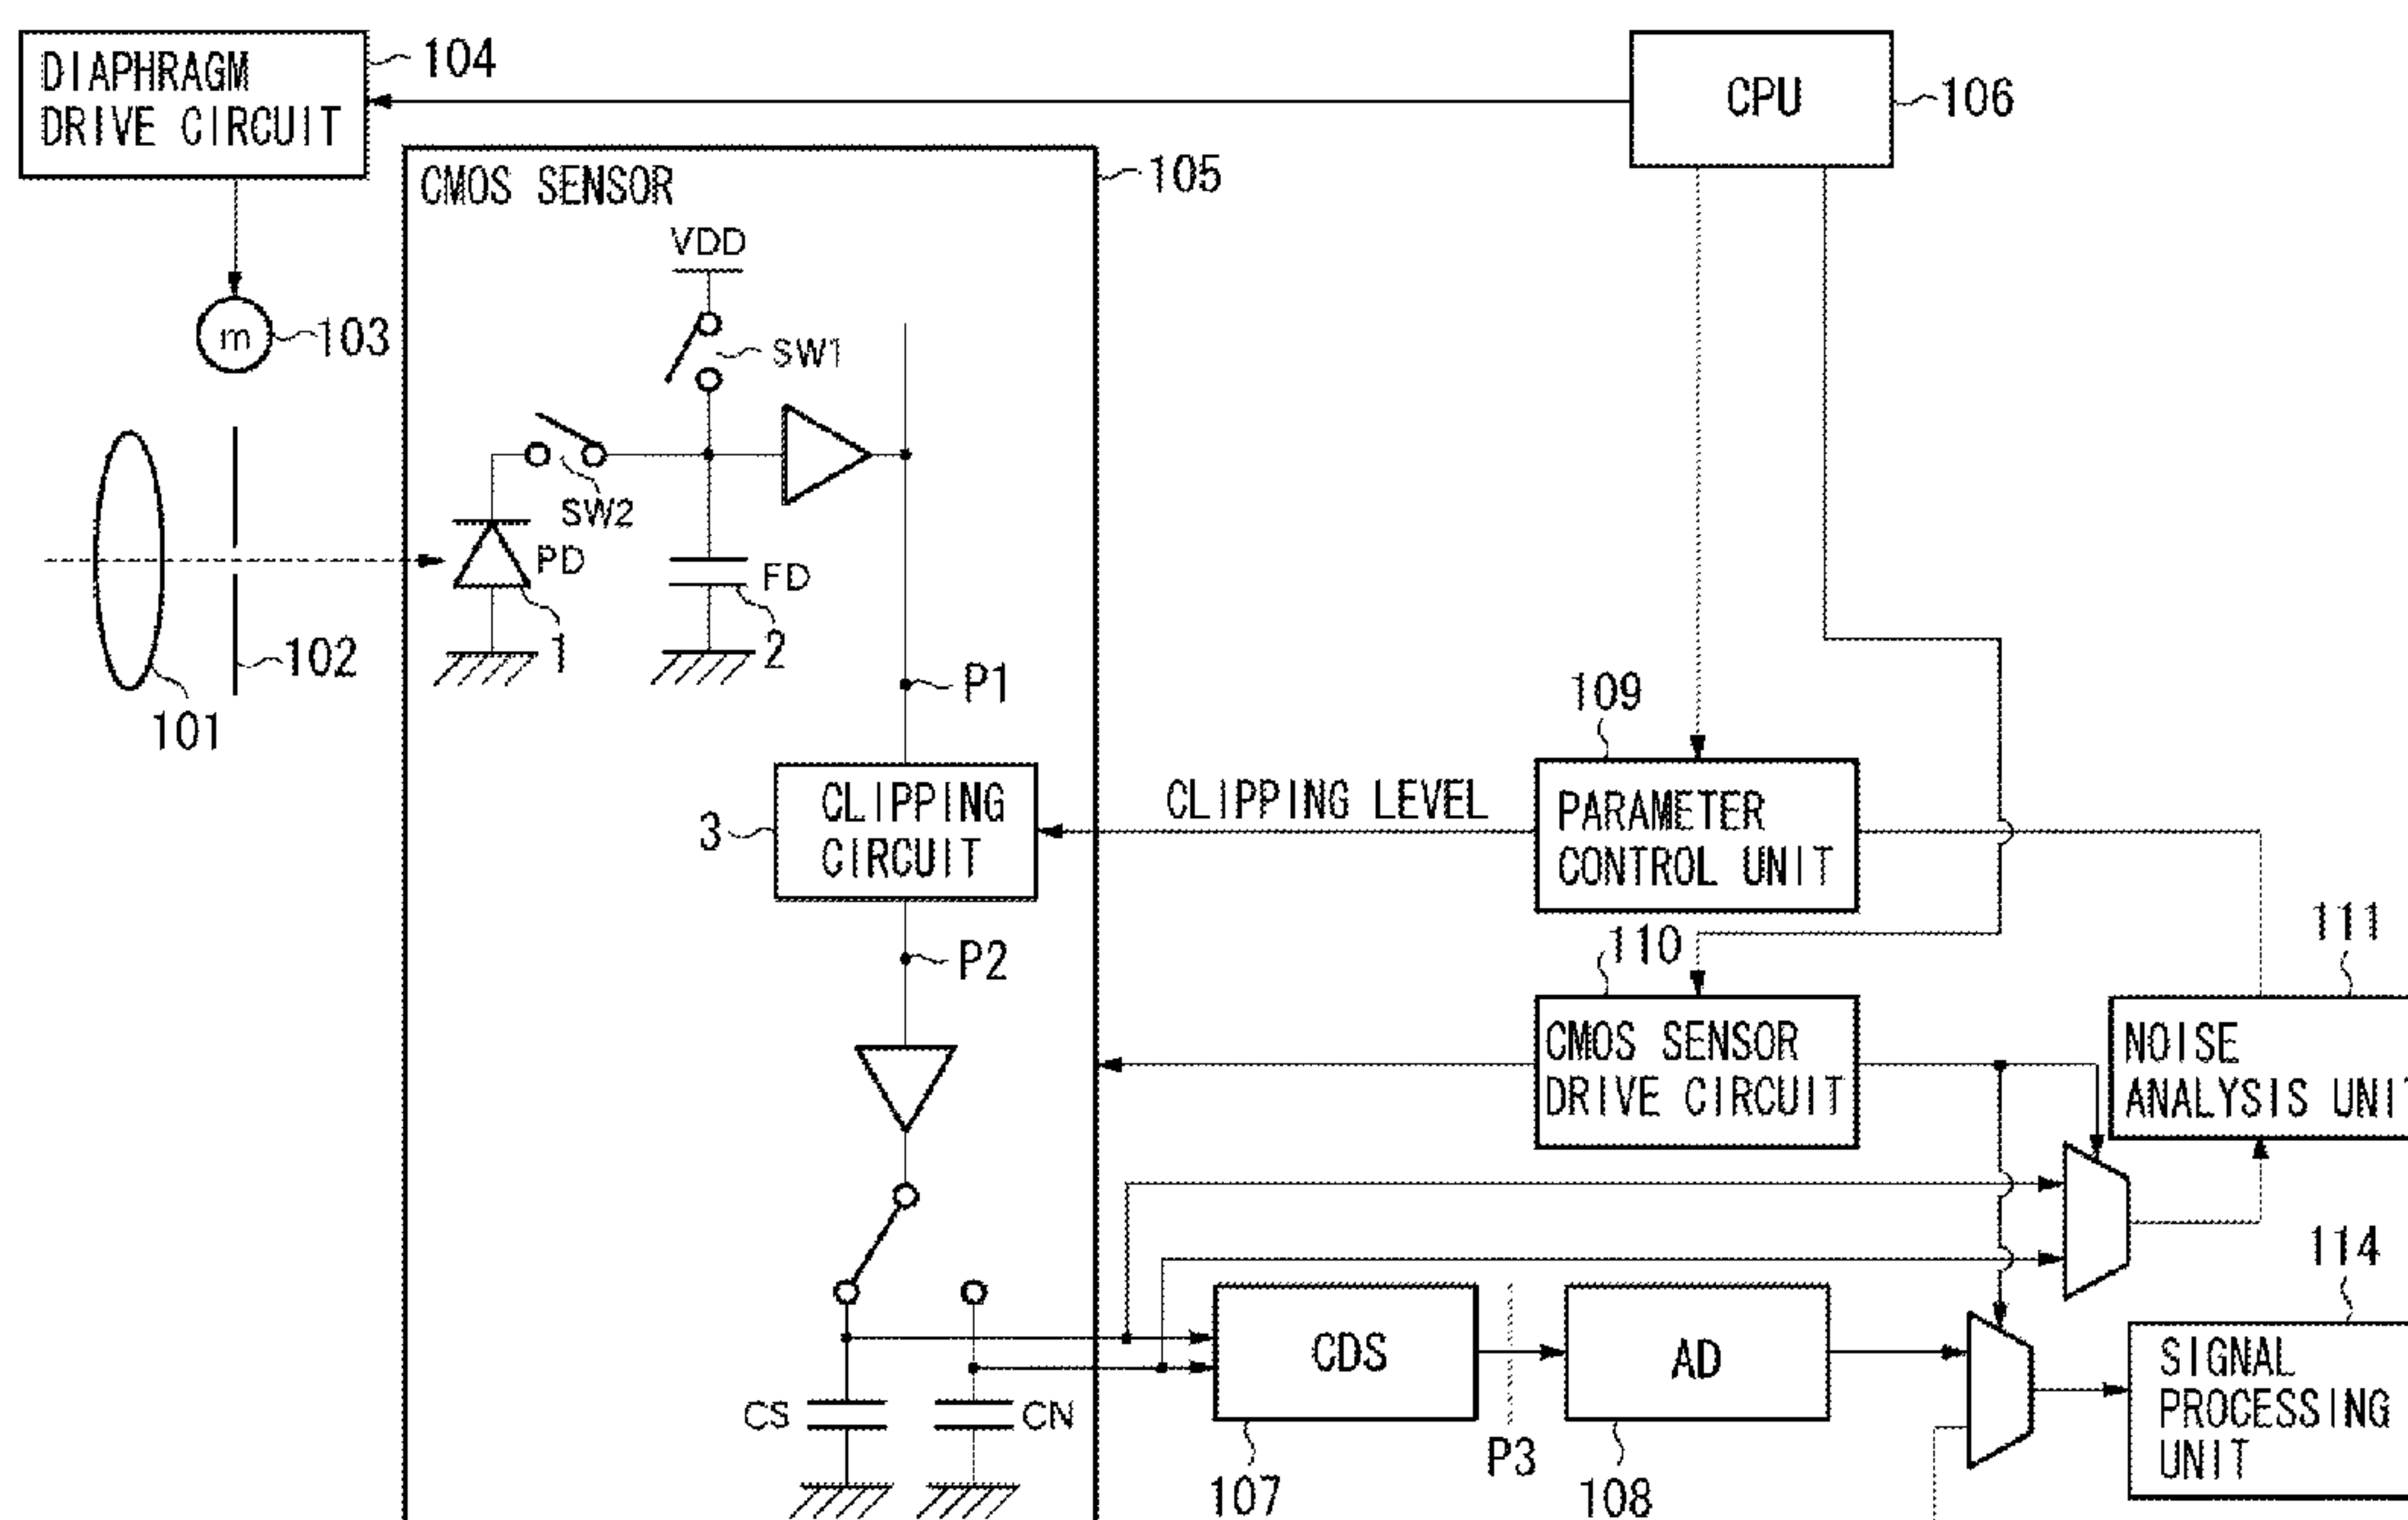 DIAPHRAGM
DRIVE CIRCUIT
104
CPU
106
CMOS SENSOR
105
VDD
m
103
SW1
SW2
PD
FD
1
2
102
101
P1
109
CLIPPING
CIRCUIT
3
CLIPPING LEVEL
PARAMETER
CONTROL UNIT
P2
110
111
CMOS SENSOR
DRIVE CIRCUIT
NOISE
ANALYSIS UNIT
114
CDS
AD
SIGNAL
PROCESSING
UNIT
CS
CN
P3
107
108